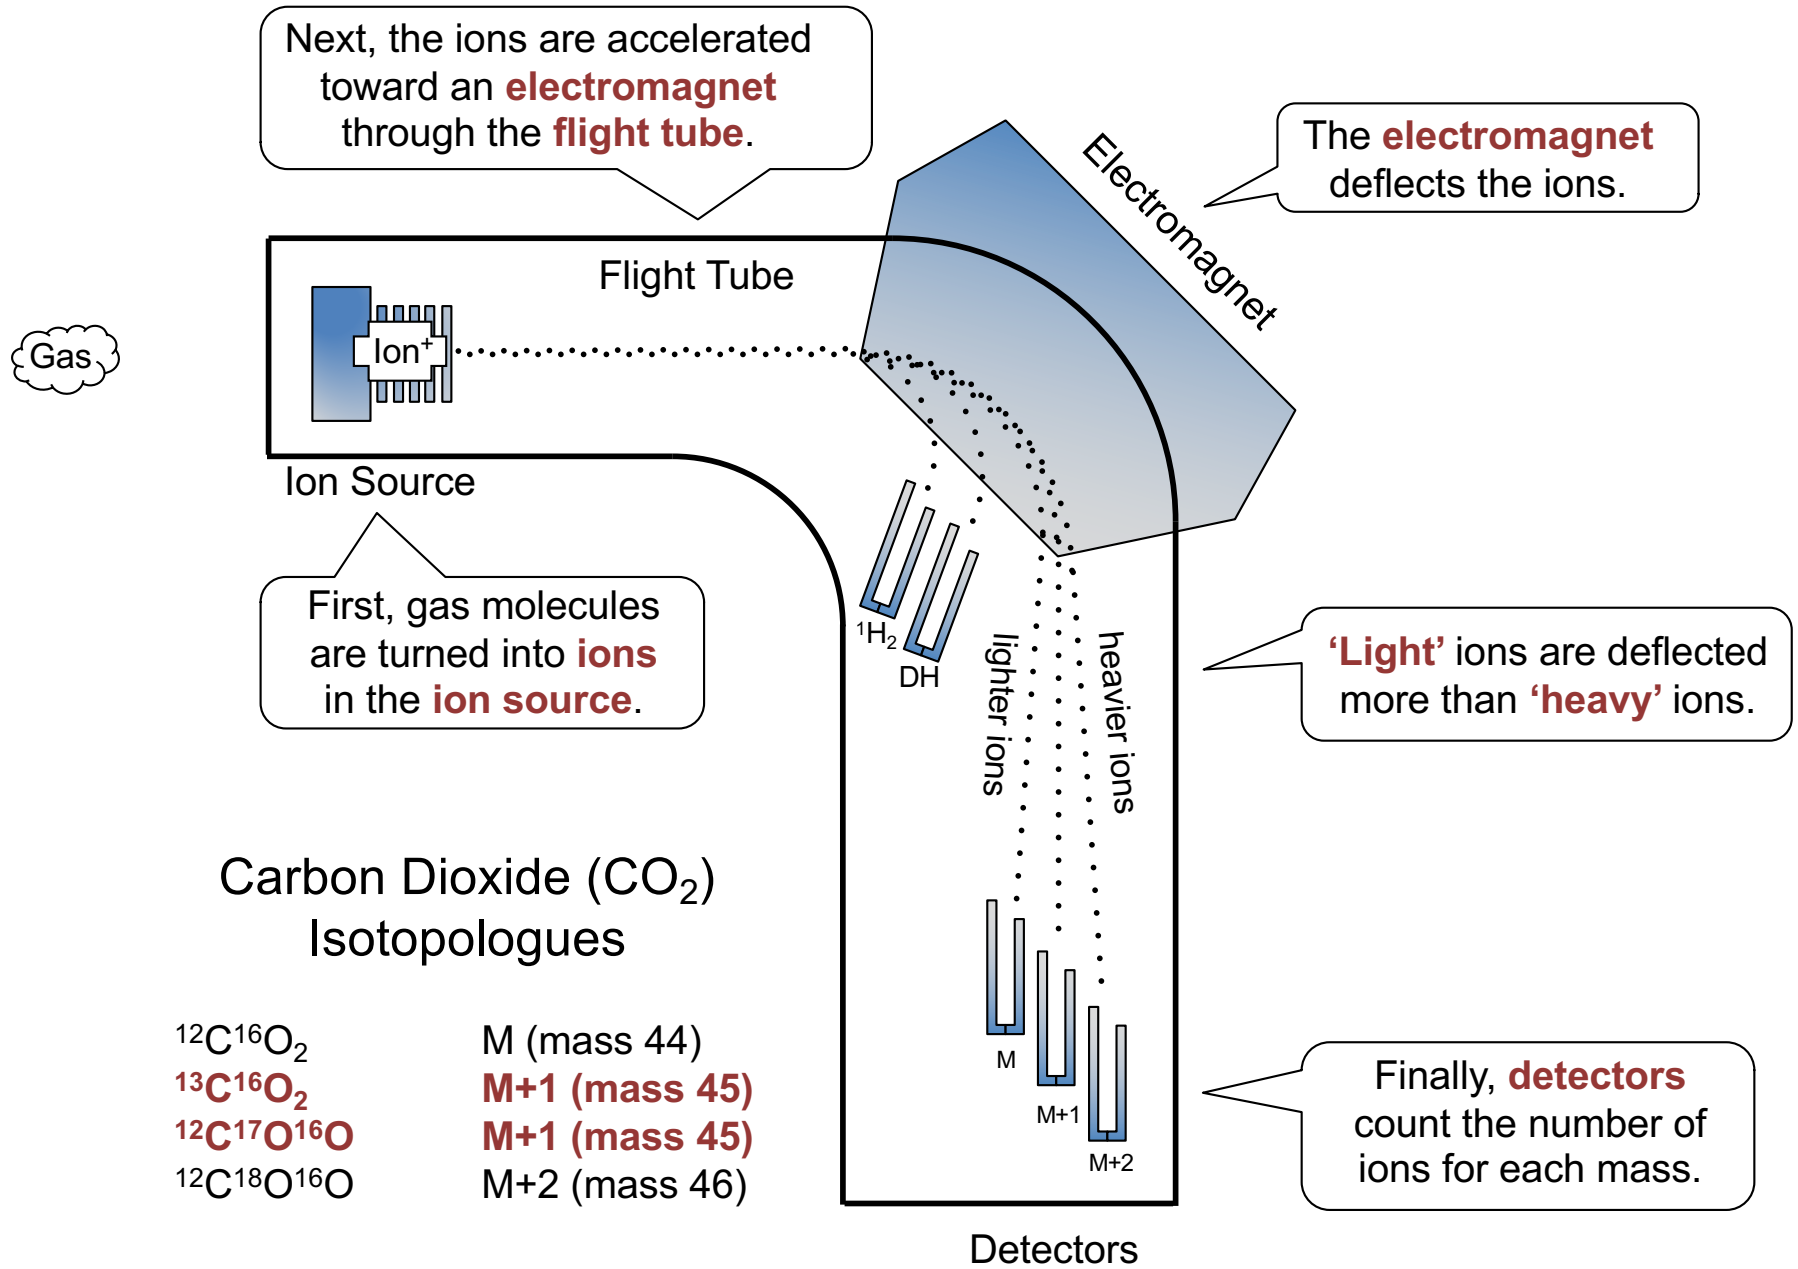 Next, the ions are accelerated
toward an electromagnet
through the flight tube.
The electromagnet
deflects the ions.
Electromagnet
Flight Tube
Gas
Ion⁺
Ion Source
First, gas molecules
are turned into ions
in the ion source.
¹H₂
DH
lighter ions
heavier ions
‘Light’ ions are deflected
more than ‘heavy’ ions.
Carbon Dioxide (CO₂)
Isotopologues
¹²C¹⁶O₂ M (mass 44)
¹³C¹⁶O₂ M+1 (mass 45)
¹²C¹⁷O¹⁶O M+1 (mass 45)
¹²C¹⁸O¹⁶O M+2 (mass 46)
M
M+1
M+2
Finally, detectors
count the number of
ions for each mass.
Detectors